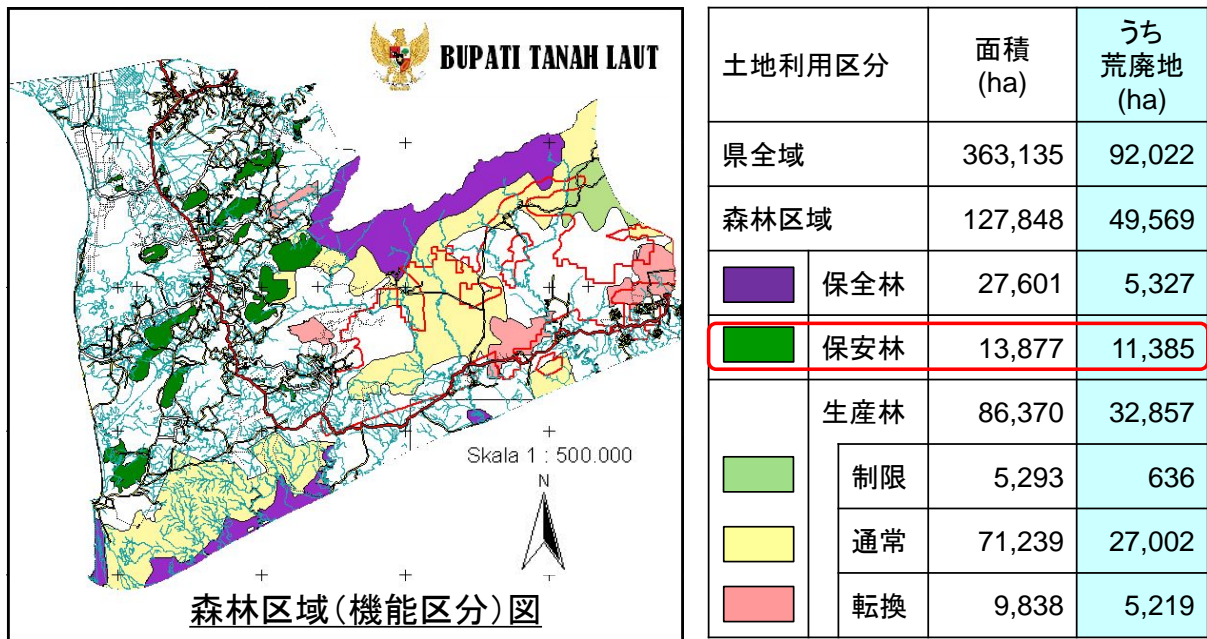 BUPATI TANAH LAUT
Skala 1 : 500.000
N
森林区域(機能区分)図
土地利用区分 面積(ha) うち荒廃地(ha)
県全域 363,135 92,022
森林区域 127,848 49,569
保全林 27,601 5,327
保安林 13,877 11,385
生産林 86,370 32,857
制限 5,293 636
通常 71,239 27,002
転換 9,838 5,219